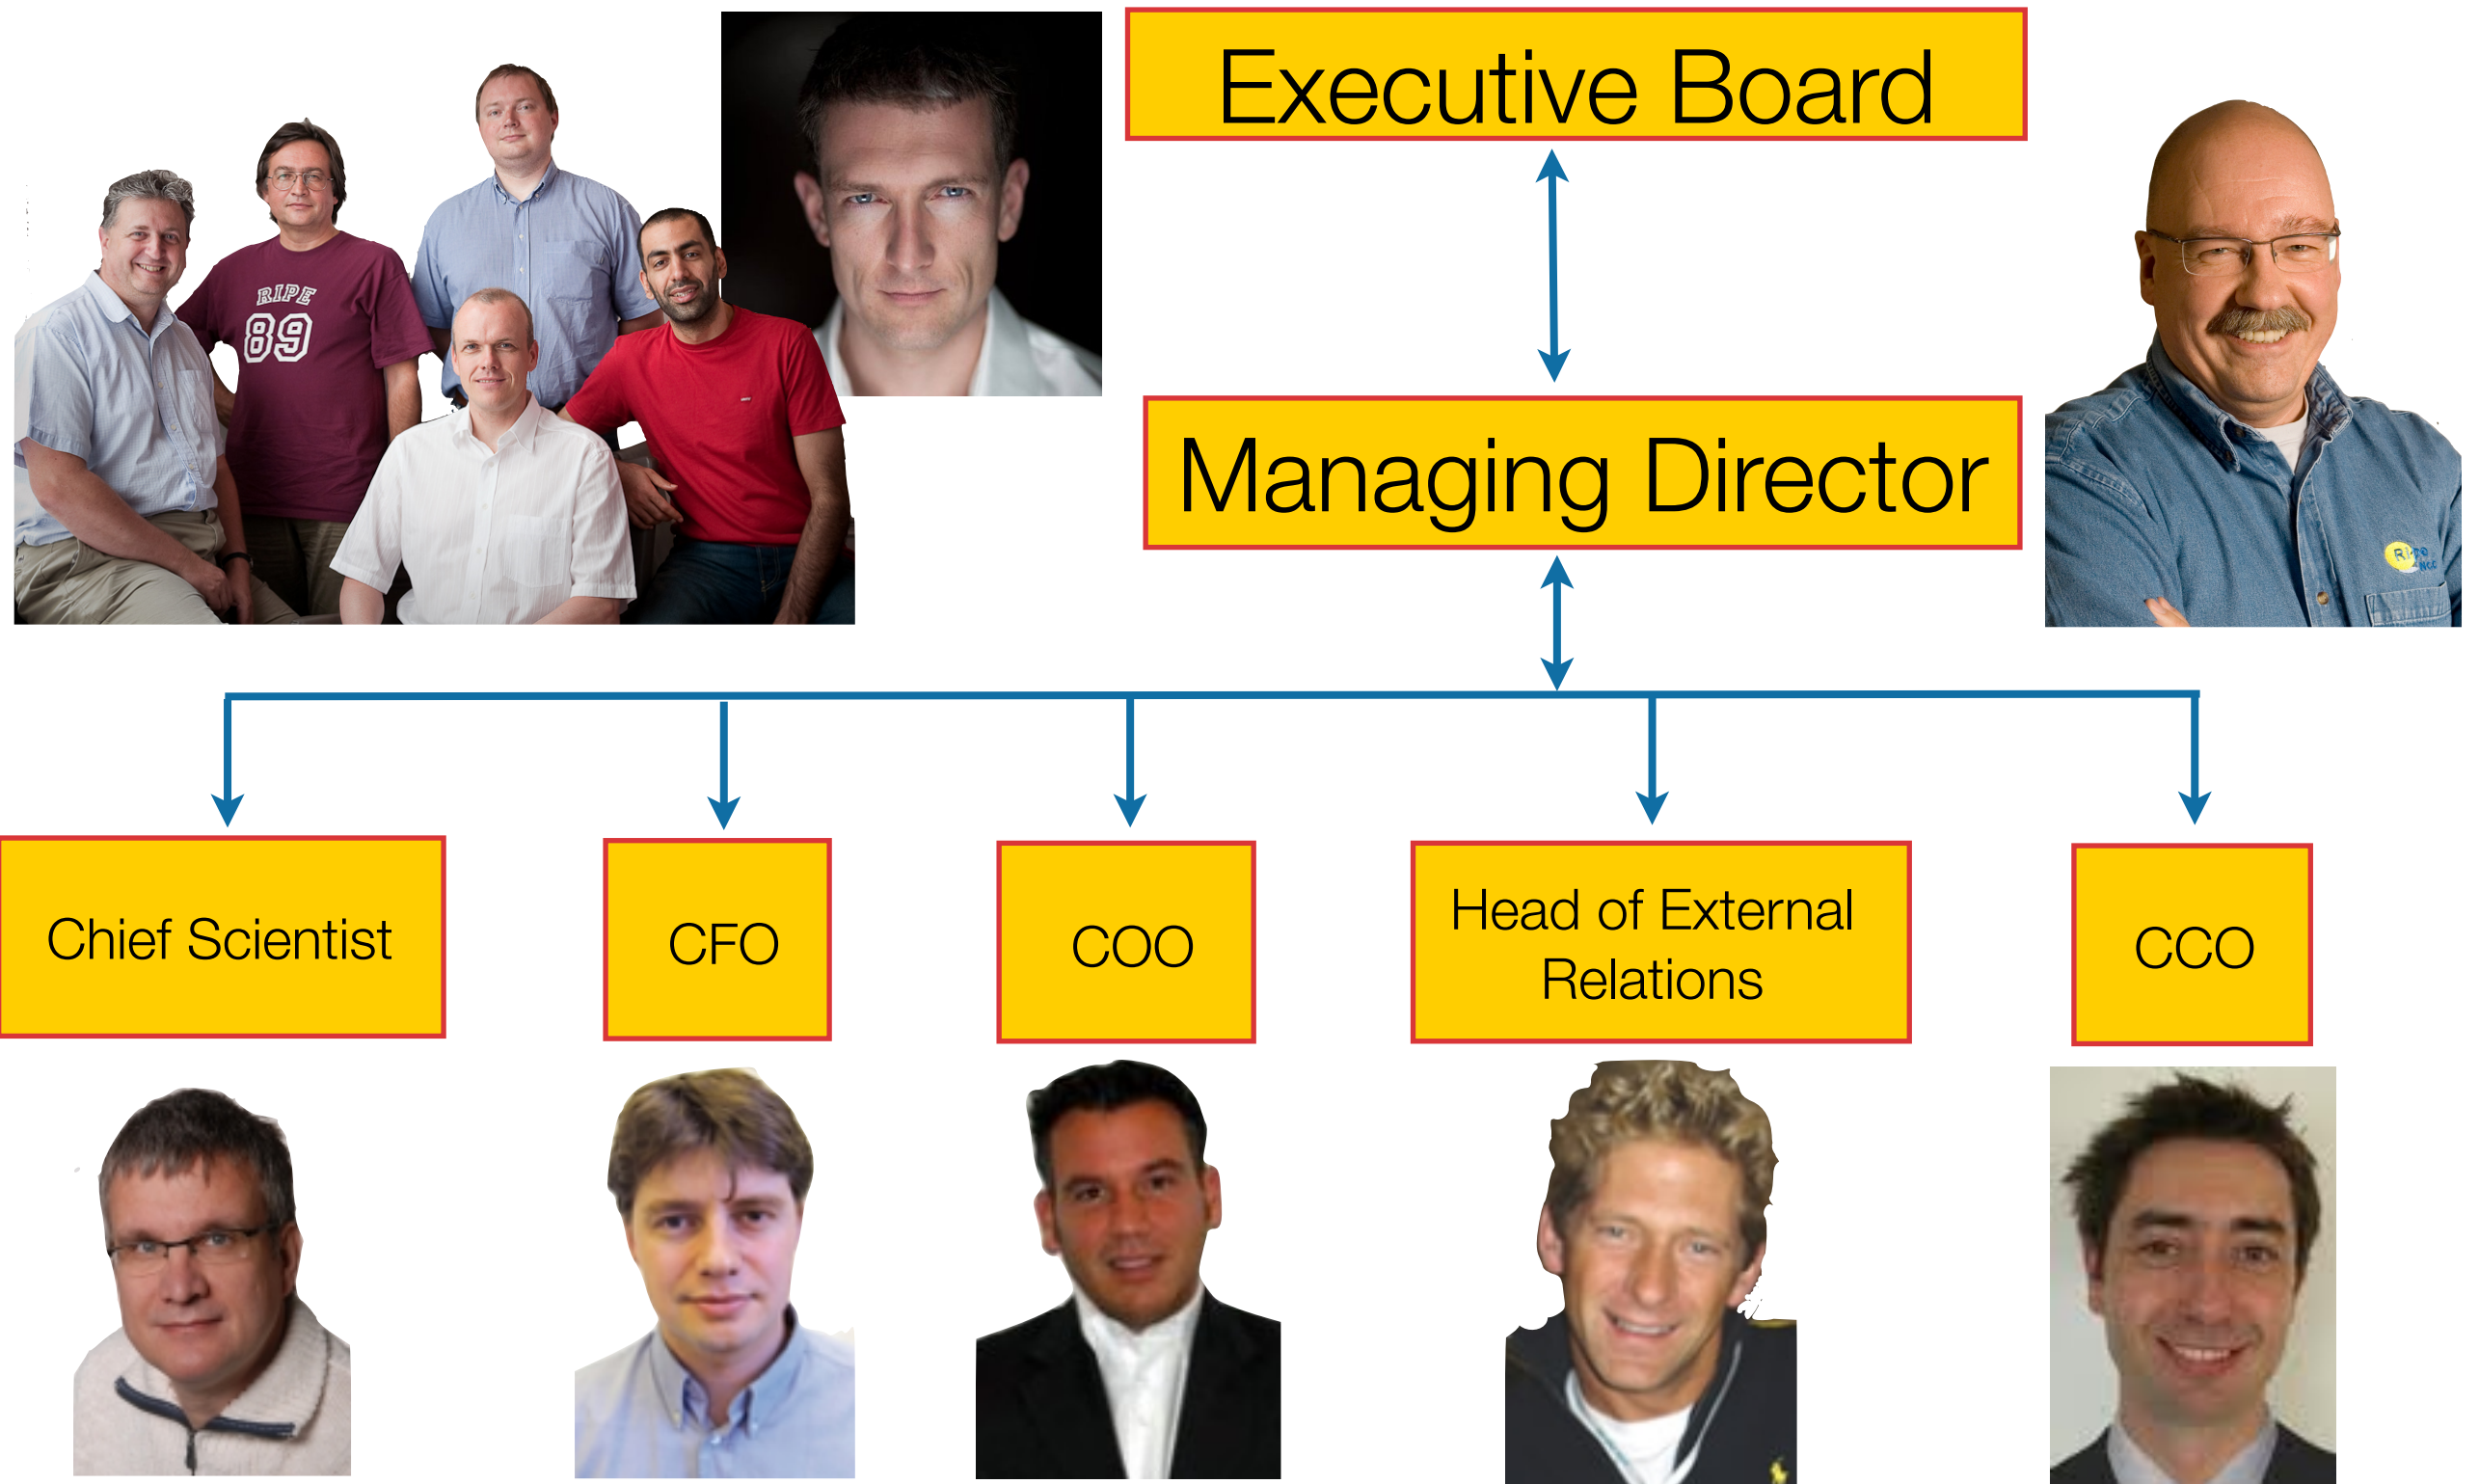 Executive Board
RIPE
89
Managing Director
Chief Scientist
CFO
COO
Head of External
Relations
CCO